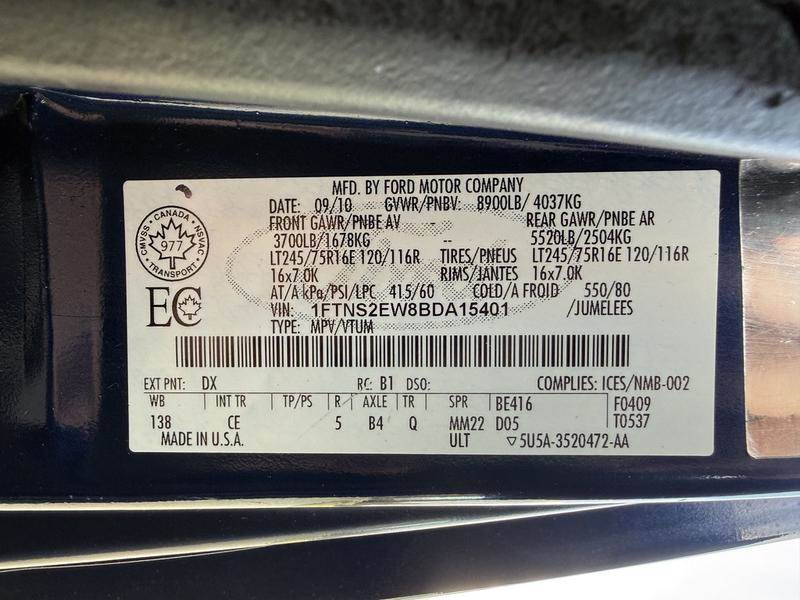 MFD. BY FORD MOTOR COMPANY
DATE: 09/10 GVWR/PNBV: 8900LB/ 4037KG
FRONT GAWR/PNBE AV - REAR GAWR/PNBE AR
3700LB/1678KG -- 5520LB/2504KG
LT245/75R16E 120/116R TIRES/PNEUS LT245/75R16E 120/116R
16x7.0K RIMS/JANTES 16x7.0K
AT/A kPa/PSI/LPC 415/60 COLD/A FROID 550/80
VIN: 1FTNS2EW8BDA15401 /JUMELEES
TYPE: MPV/VTUM
CANADA
CMVSS NSVAC
977
TRANSPORT
EC
EXT PNT: DX RC: B1 DSO: COMPLIES: ICES/NMB-002
WB INT TR TP/PS R AXLE TR SPR BE416 F0409
138 CE 5 B4 Q MM22 D05 T0537
MADE IN U.S.A. ULT ▽5U5A-3520472-AA
Ford